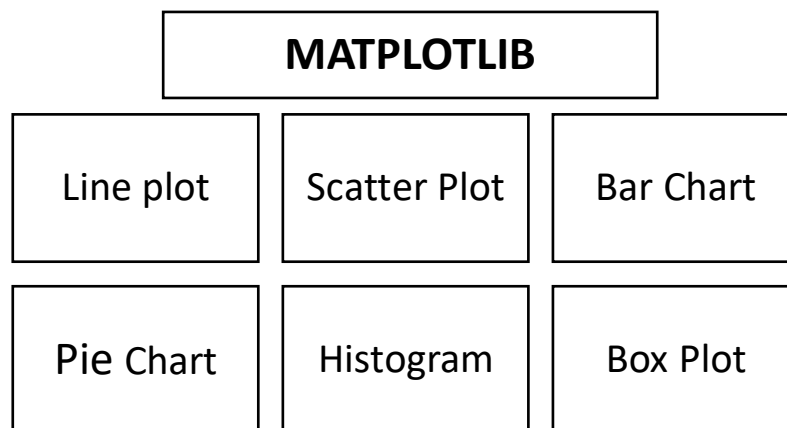 MATPLOTLIB
Line plot
Scatter Plot
Bar Chart
Pie Chart
Histogram
Box Plot